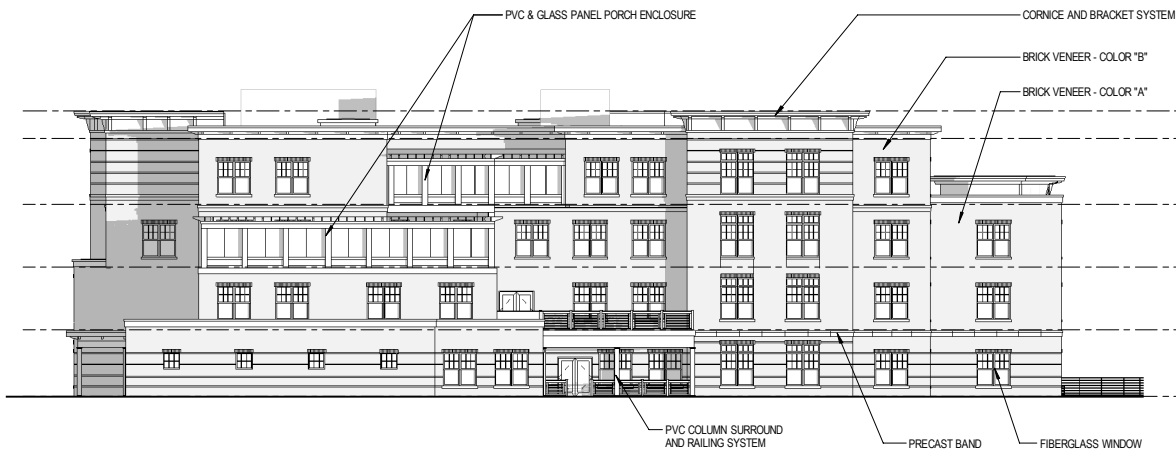 PVC & GLASS PANEL PORCH ENCLOSURE
CORNICE AND BRACKET SYSTEM
BRICK VENEER - COLOR "B"
BRICK VENEER - COLOR "A"
PVC COLUMN SURROUND
AND RAILING SYSTEM
PRECAST BAND
FIBERGLASS WINDOW